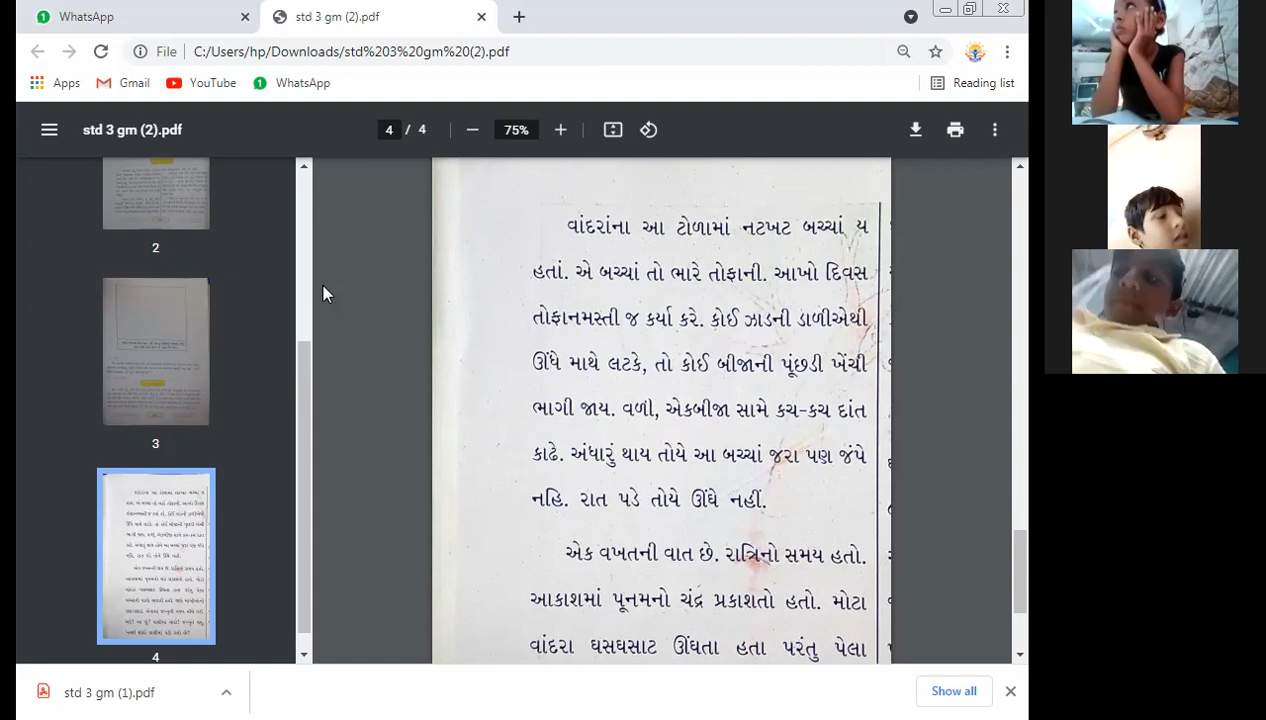 WhatsApp
std 3 gm (2).pdf
File C:/Users/hp/Downloads/std%203%20gm%20(2).pdf
Apps Gmail YouTube WhatsApp Reading list
std 3 gm (2).pdf 4 / 4 75%
2
3
4
વાંદરાંના આ ટોળામાં નટખટ બચ્ચાં ય
હતાં. એ બચ્ચાં તો ભારે તોફાની. આખો દિવસ
તોફાનમસ્તી જ કર્યા કરે. કોઈ ઝાડની ડાળીએથી
ઊંધે માથે લટકે, તો કોઈ બીજાની પૂંછડી ખેંચી
ભાગી જાય. વળી, એકબીજા સામે કચ-કચ દાંત
કાઢે. અંધારું થાય તોયે આ બચ્ચાં જરા પણ જંપે
નહિ. રાત પડે તોયે ઊંઘે નહીં.
એક વખતની વાત છે. રાત્રિનો સમય હતો.
આકાશમાં પૂનમનો ચંદ્ર પ્રકાશતો હતો. મોટા
વાંદરા ઘસઘસાટ ઊંઘતા હતા પરંતુ પેલા
std 3 gm (1).pdf
Show all